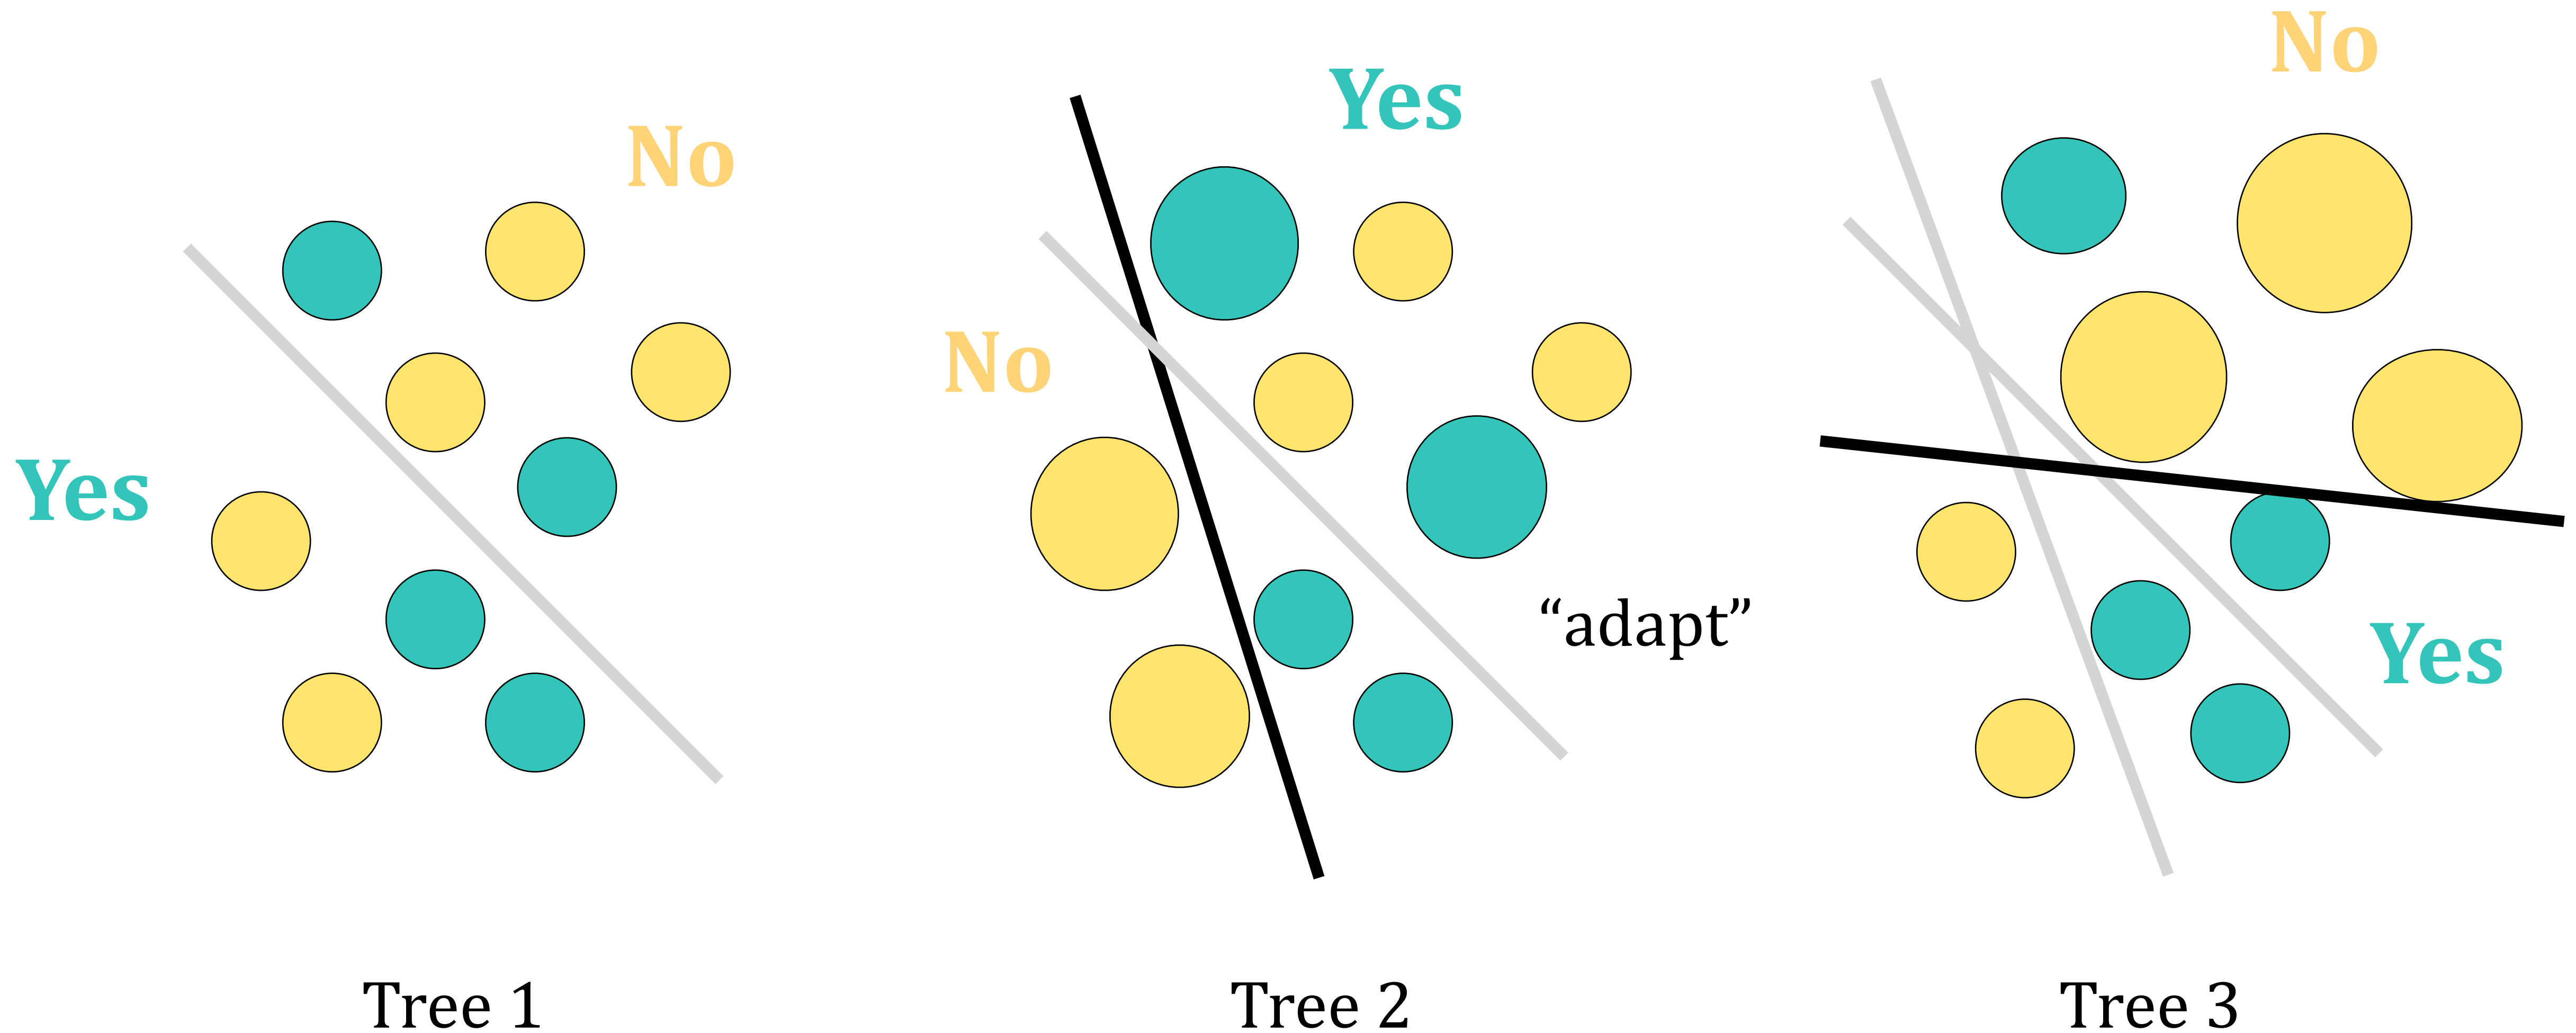 No
Yes
Tree 1
Yes
No
“adapt”
Tree 2
No
Yes
Tree 3